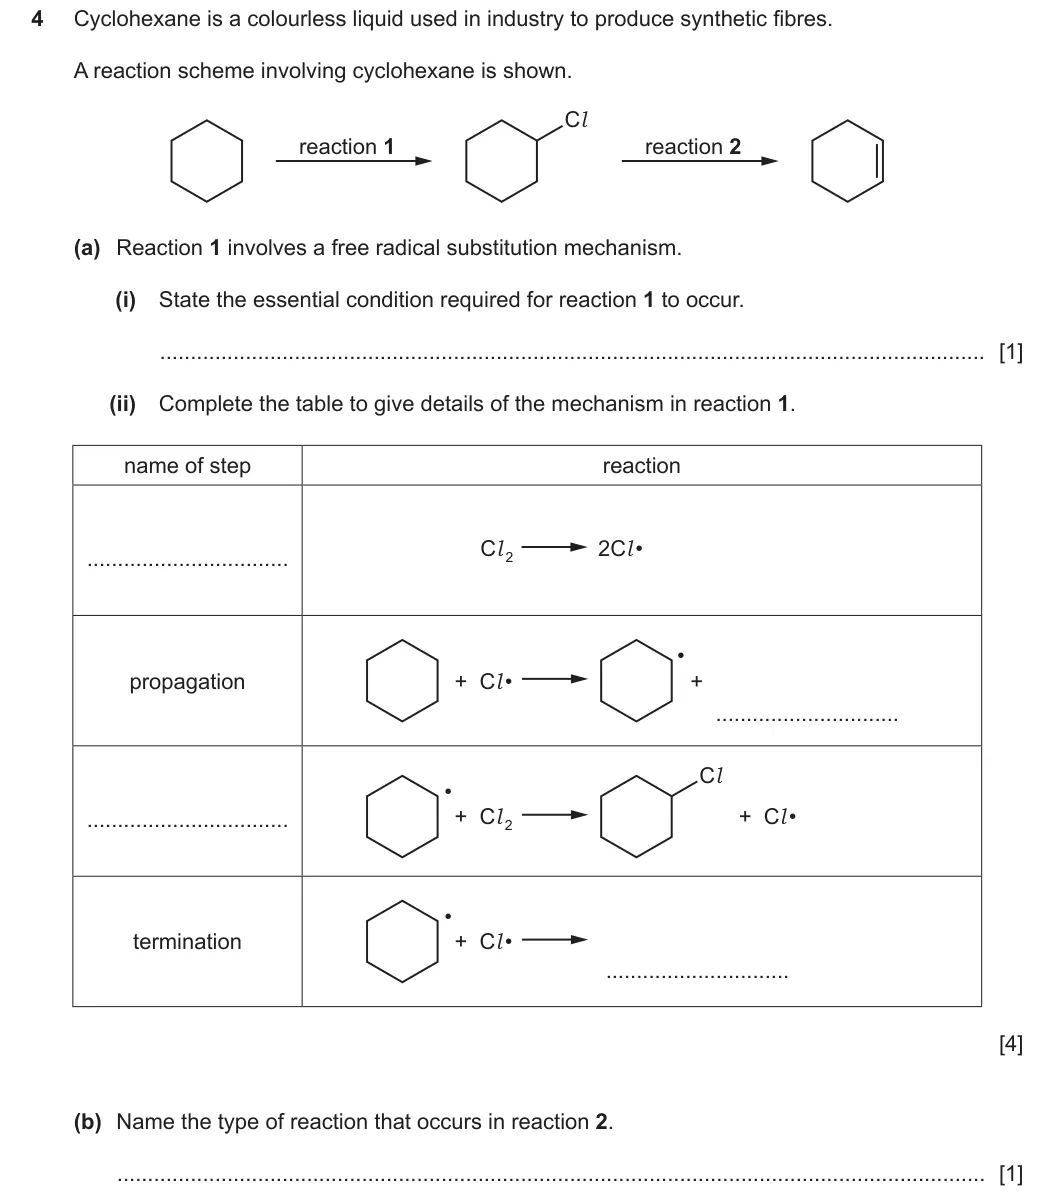 4 Cyclohexane is a colourless liquid used in industry to produce synthetic fibres.
A reaction scheme involving cyclohexane is shown.
Cl
reaction 1 reaction 2
(a) Reaction 1 involves a free radical substitution mechanism.
(i) State the essential condition required for reaction 1 to occur.
.......................................................................................................................................... [1]
(ii) Complete the table to give details of the mechanism in reaction 1.
name of step reaction
................................. Cl₂ ⟶ 2Cl•
propagation + Cl• ⟶ • + ..............................
Cl
................................. • + Cl₂ ⟶ + Cl•
termination • + Cl• ⟶ ..............................
[4]
(b) Name the type of reaction that occurs in reaction 2.
................................................................................................................................................. [1]